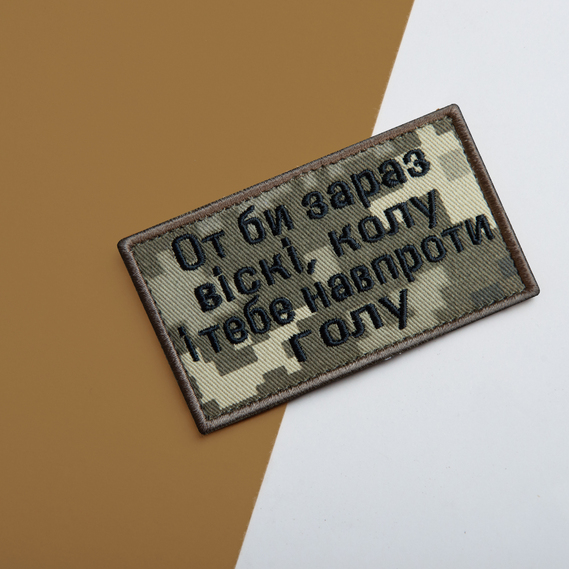 От би зараз
віскі, колу
і тебе навпроти
голу